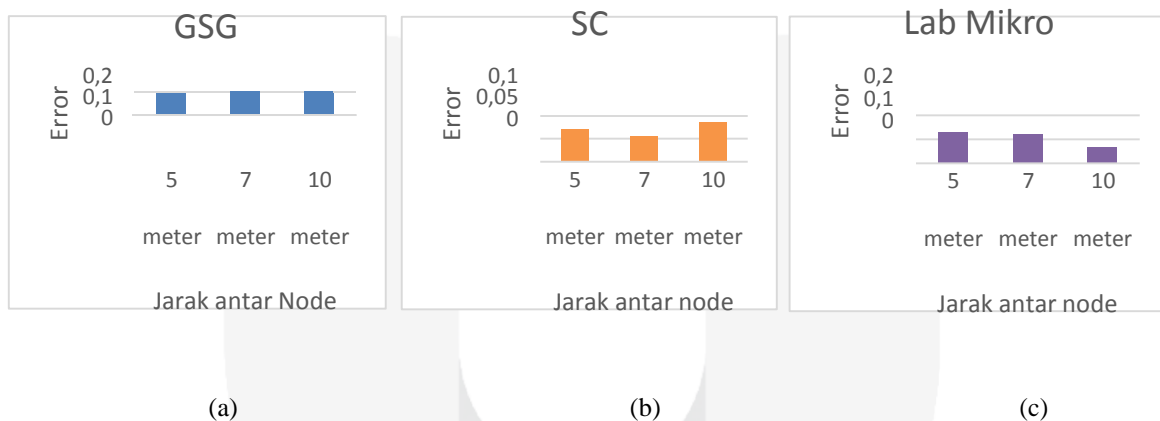 GSG
0,2
0,1
0
Error
5 7 10
meter meter meter
Jarak antar Node
SC
0,1
0,05
0
Error
5 7 10
meter meter meter
Jarak antar node
Lab Mikro
0,2
0,1
0
Error
5 7 10
meter meter meter
Jarak antar node
(a) (b) (c)